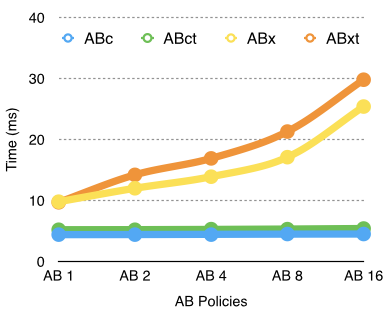 40
ABc ABct ABx ABxt
30
20
10
0
Time (ms)
AB 1 AB 2 AB 4 AB 8 AB 16
AB Policies